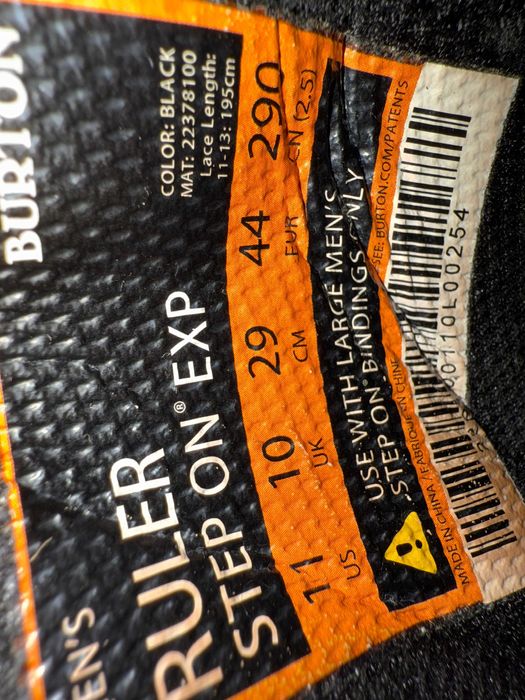 BURTON
EN'S
RULER
STEP ON® EXP
COLOR: BLACK
MAT: 22378100
Lace Length:
11-13: 195cm
11 10 29 44 290
US UK CM EUR CN (2.5)
USE WITH LARGE MEN'S
STEP ON® BINDINGS ONLY
SEE: BURTON.COM/PATENTS
MADE IN CHINA / FABRIQUÉ EN CHINE
0110L00254